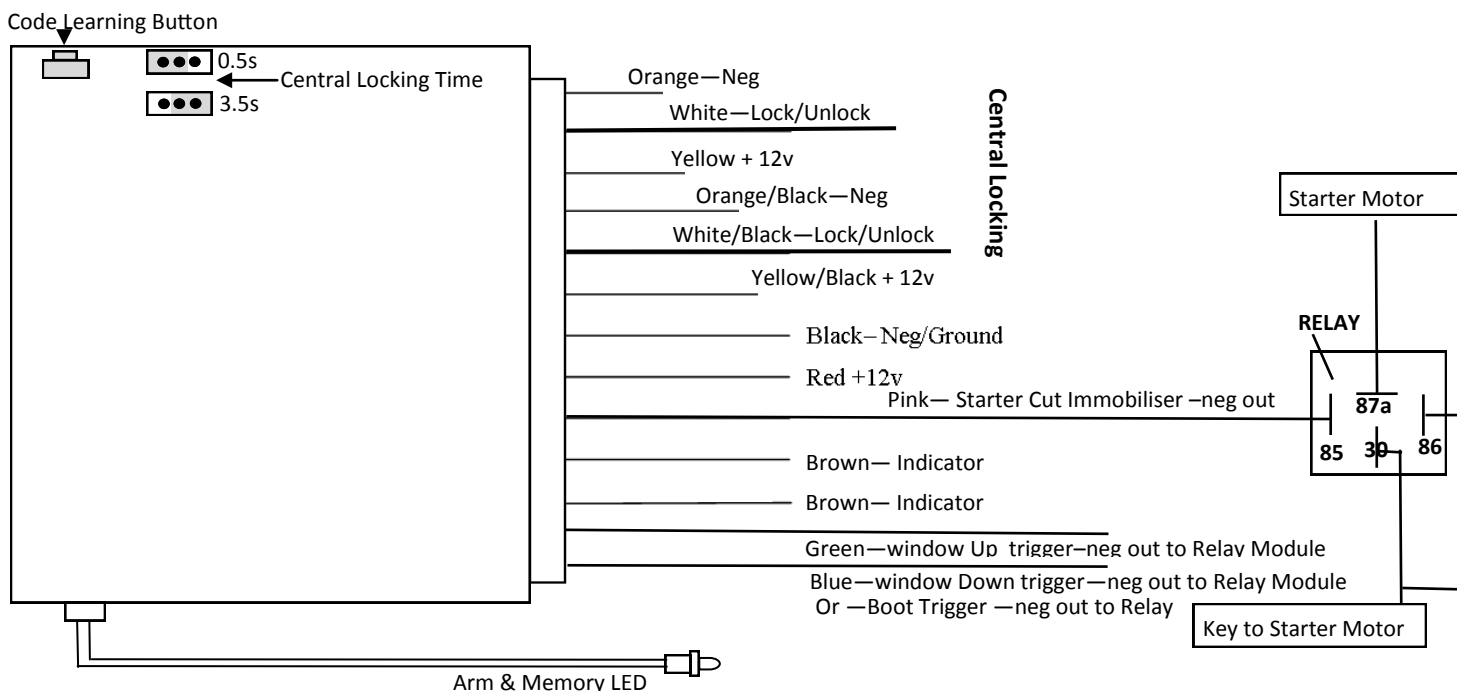 Code Learning Button
0.5s
Central Locking Time
3.5s
Orange—Neg
White—Lock/Unlock
Yellow + 12v
Orange/Black—Neg
White/Black—Lock/Unlock
Yellow/Black + 12v
Central Locking
Black– Neg/Ground
Red +12v
Pink— Starter Cut Immobiliser –neg out
Brown— Indicator
Brown— Indicator
Green—window Up trigger–neg out to Relay Module
Blue—window Down trigger—neg out to Relay Module
Or —Boot Trigger —neg out to Relay
Starter Motor
RELAY
87a
85 30 86
Key to Starter Motor
Arm & Memory LED